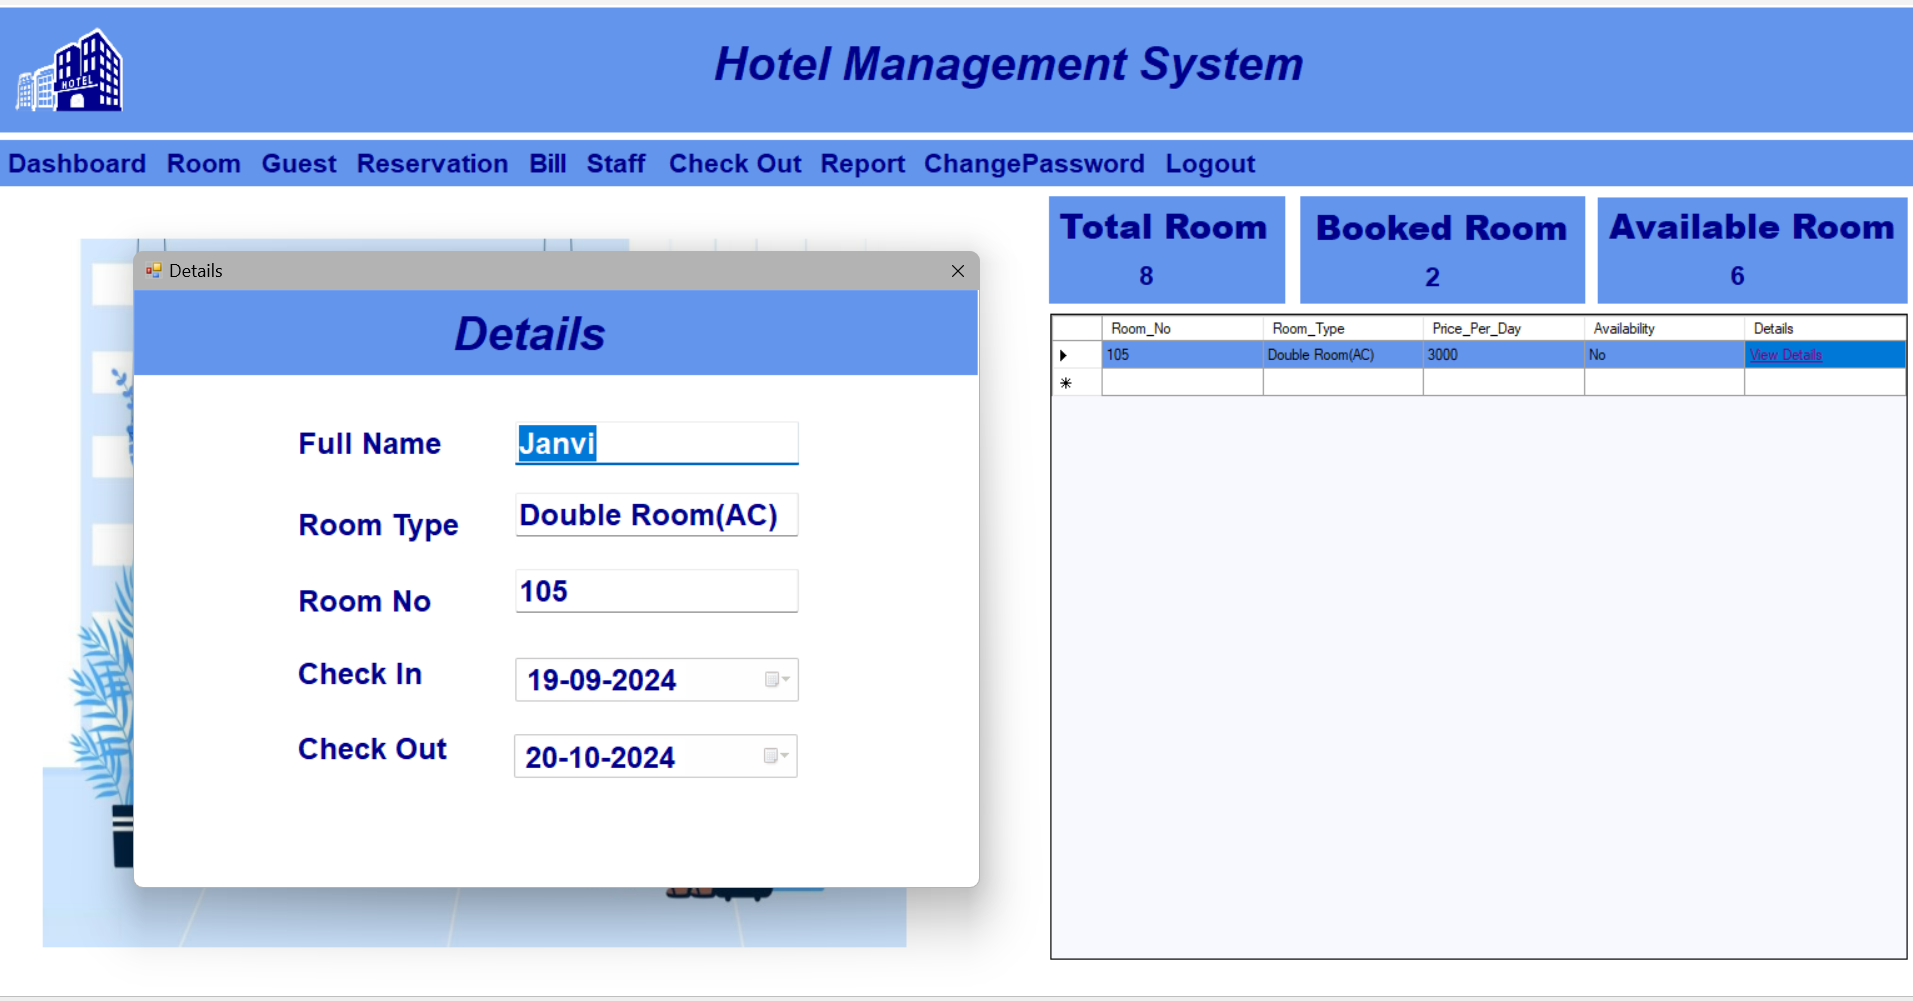 HOTEL
Hotel Management System
Dashboard Room Guest Reservation Bill Staff Check Out Report ChangePassword Logout
Total Room
8
Booked Room
2
Available Room
6
Room_No Room_Type Price_Per_Day Availability Details
105 Double Room(AC) 3000 No View Details
Details
Details
Full Name Janvi
Room Type Double Room(AC)
Room No 105
Check In 19-09-2024
Check Out 20-10-2024